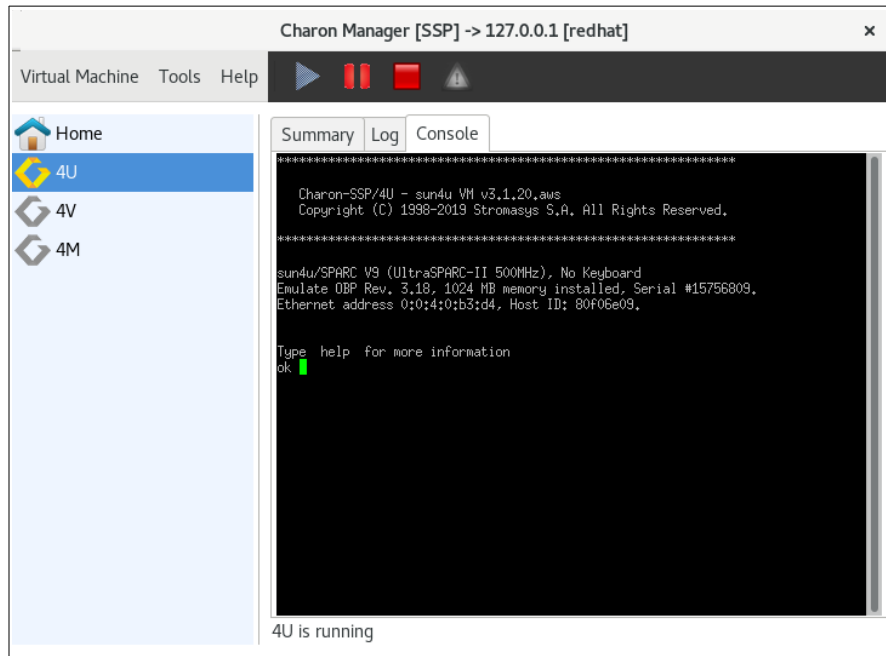 Charon Manager [SSP] -> 127.0.0.1 [redhat]
Virtual Machine Tools Help
Home
4U
4V
4M
Summary Log Console
****************************************************************
Charon-SSP/4U - sun4u VM v3.1.20.aws
Copyright (C) 1998-2019 Stromasys S.A. All Rights Reserved.
****************************************************************
sun4u/SPARC V9 (UltraSPARC-II 500MHz), No Keyboard
Emulate OBP Rev. 3.18, 1024 MB memory installed, Serial #15756809.
Ethernet address 0:0:4:0:b3:d4, Host ID: 80f06e09.
Type help for more information
ok
4U is running